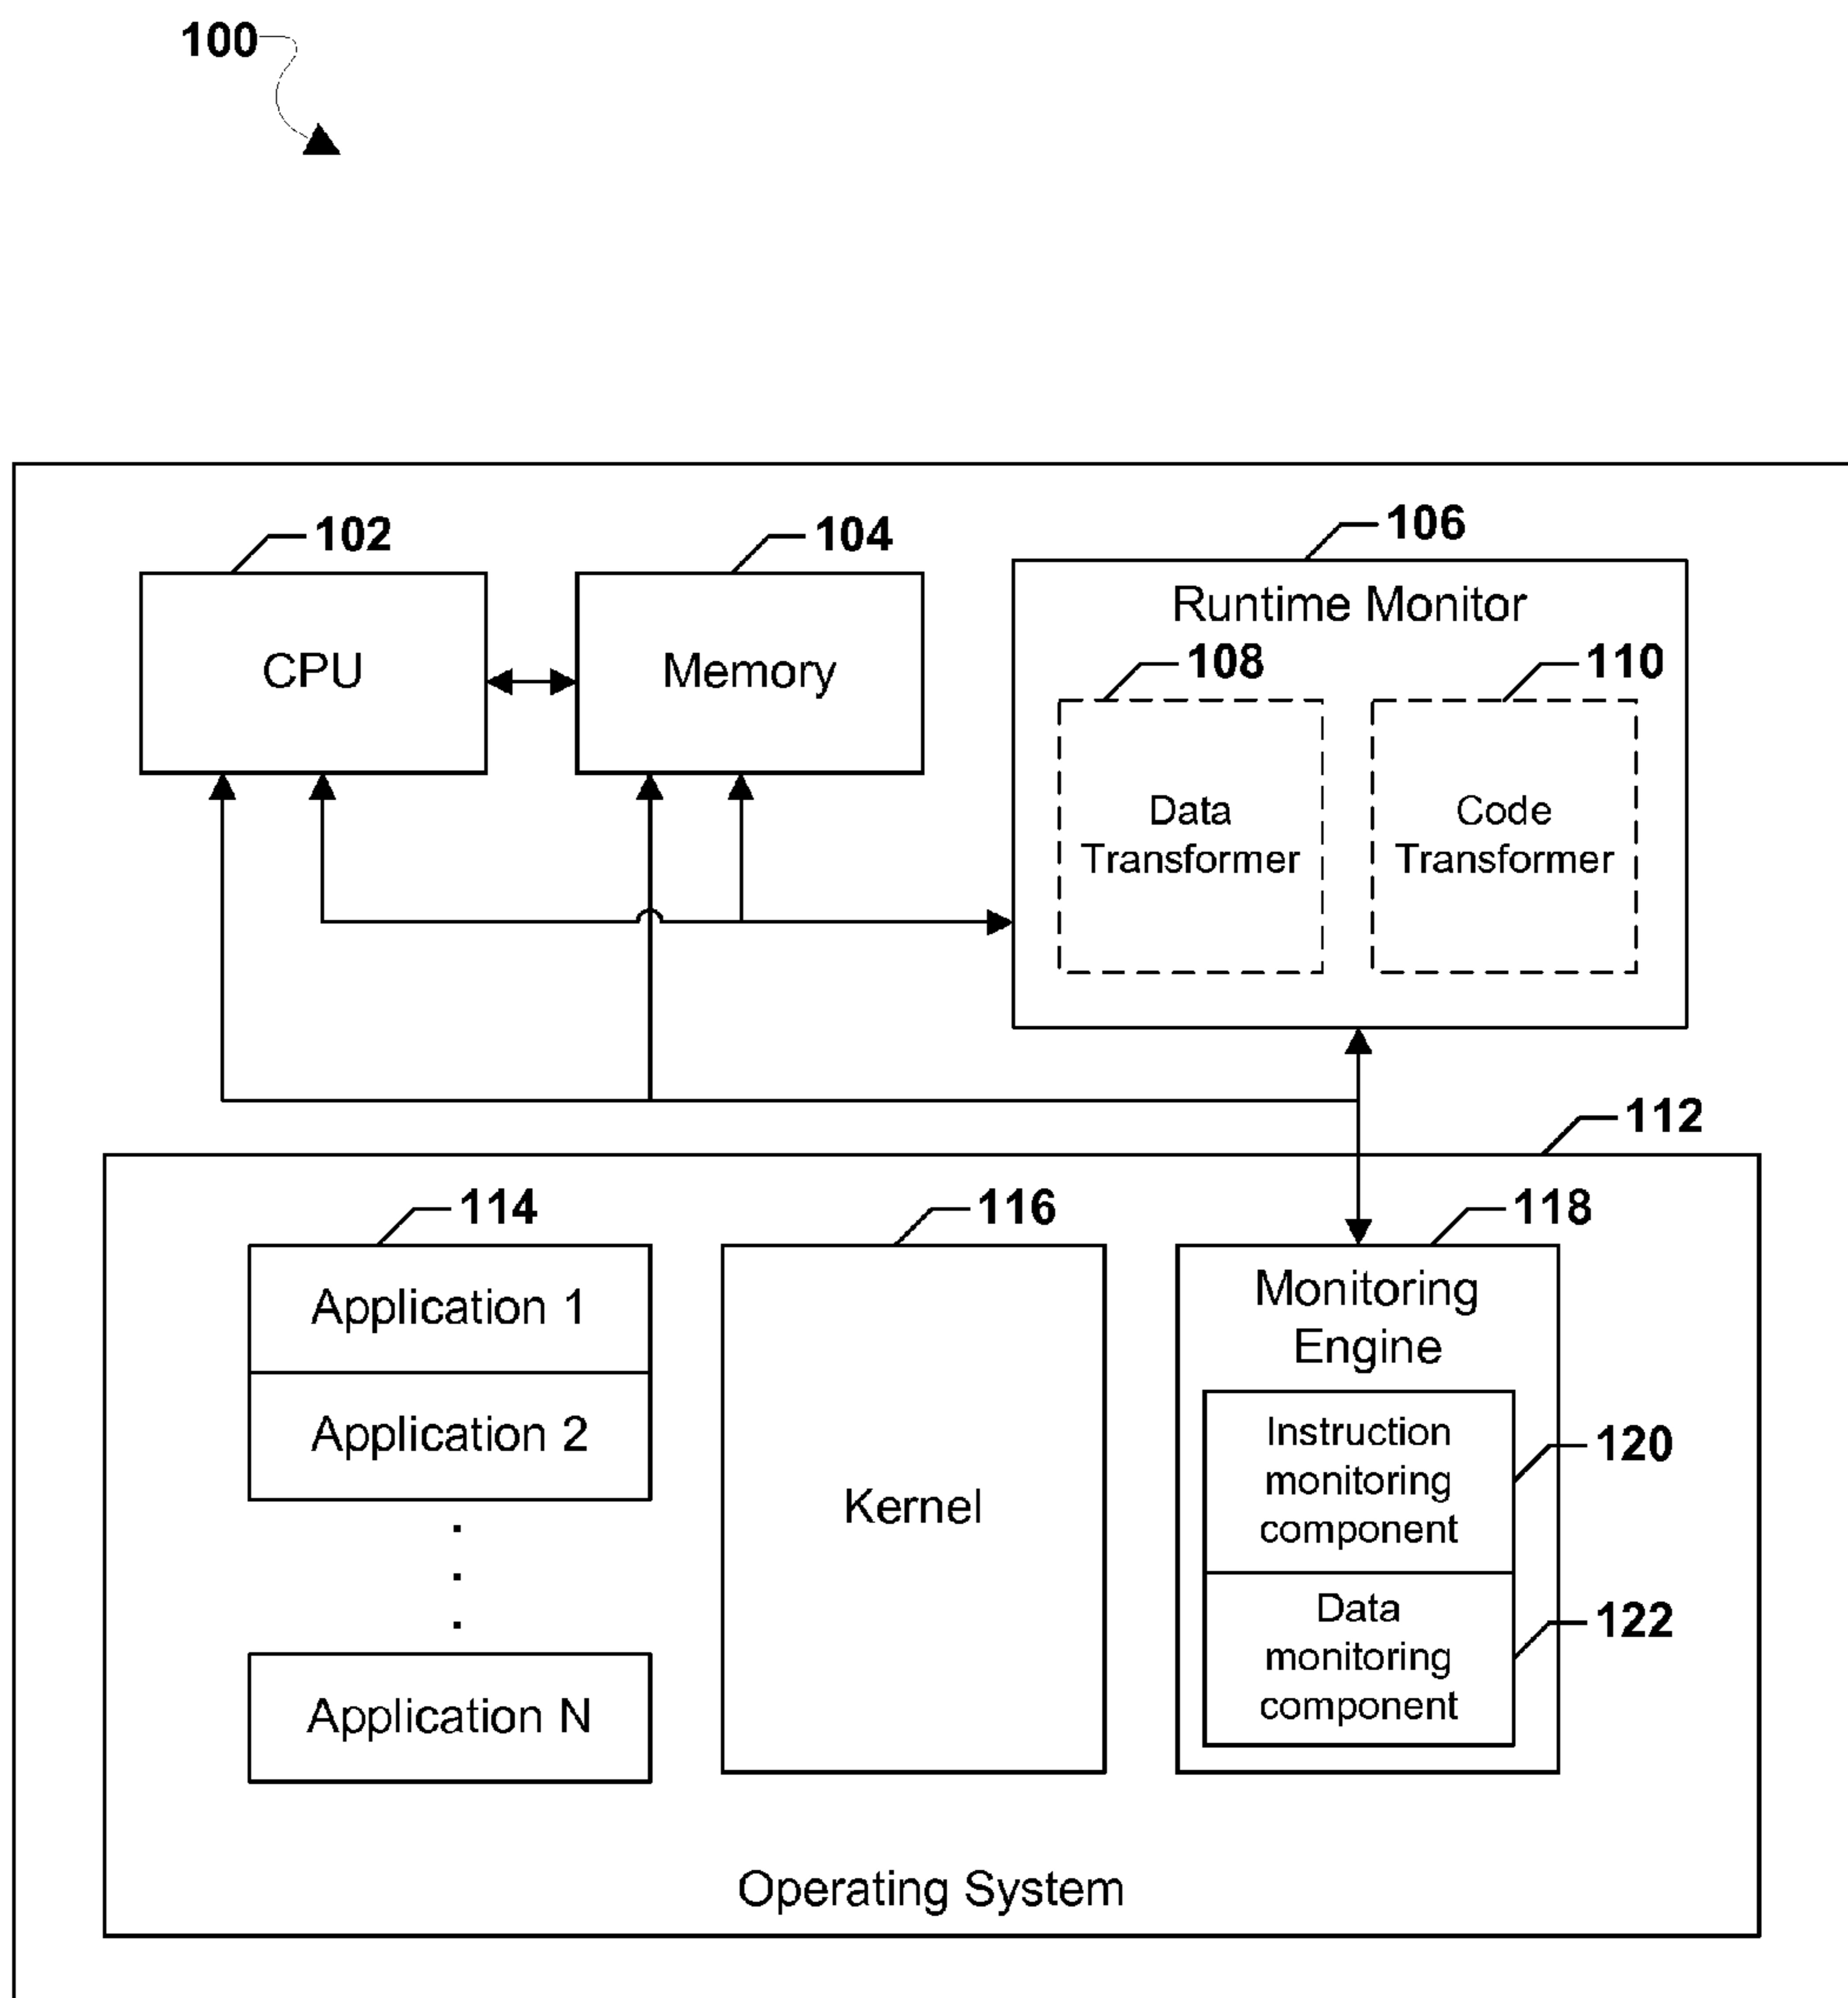 100
102
104
106
CPU
Memory
Runtime Monitor
108
110
Data
Transformer
Code
Transformer
112
114
116
118
Application 1
Application 2
.
.
.
Application N
Kernel
Monitoring
Engine
Instruction
monitoring
component
120
Data
monitoring
component
122
Operating System